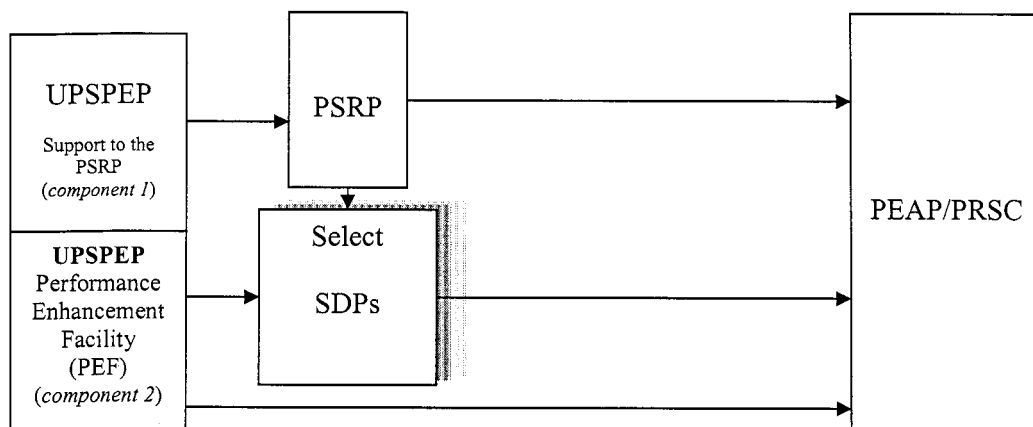 UPSPEP
Support to the
PSRP
(component 1)
UPSPEP
Performance
Enhancement
Facility
(PEF)
(component 2)
PSRP
Select
SDPs
PEAP/PRSC